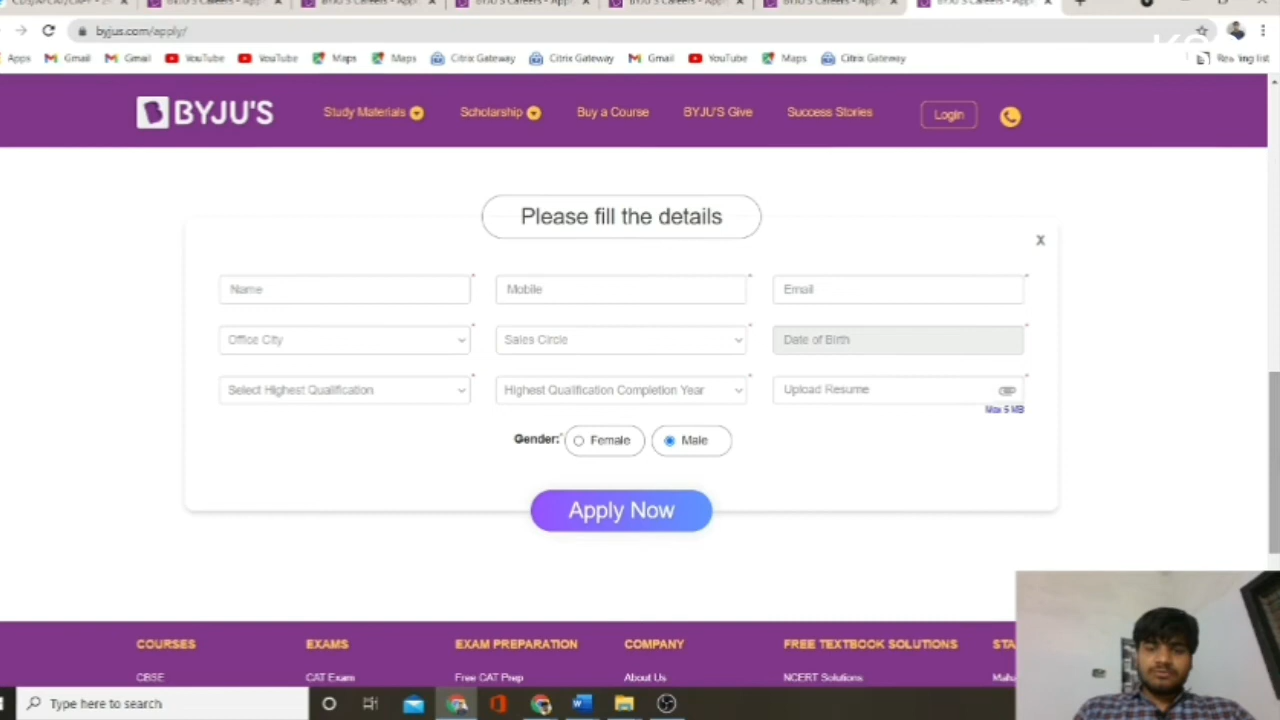 byjus.com/apply/
Apps Gmail Gmail YouTube YouTube Maps Maps Citrix Gateway Citrix Gateway Gmail YouTube Maps Citrix Gateway Reading list
BYJU'S Study Materials Scholarship Buy a Course BYJU'S Give Success Stories Login
Please fill the details
X
Name Mobile Email
Office City Sales Circle Date of Birth
Select Highest Qualification Highest Qualification Completion Year Upload Resume
Max 5 MB
Gender:* Female Male
Apply Now
COURSES EXAMS EXAM PREPARATION COMPANY FREE TEXTBOOK SOLUTIONS STA
CBSE CAT Exam Free CAT Prep About Us NCERT Solutions Maha
Type here to search